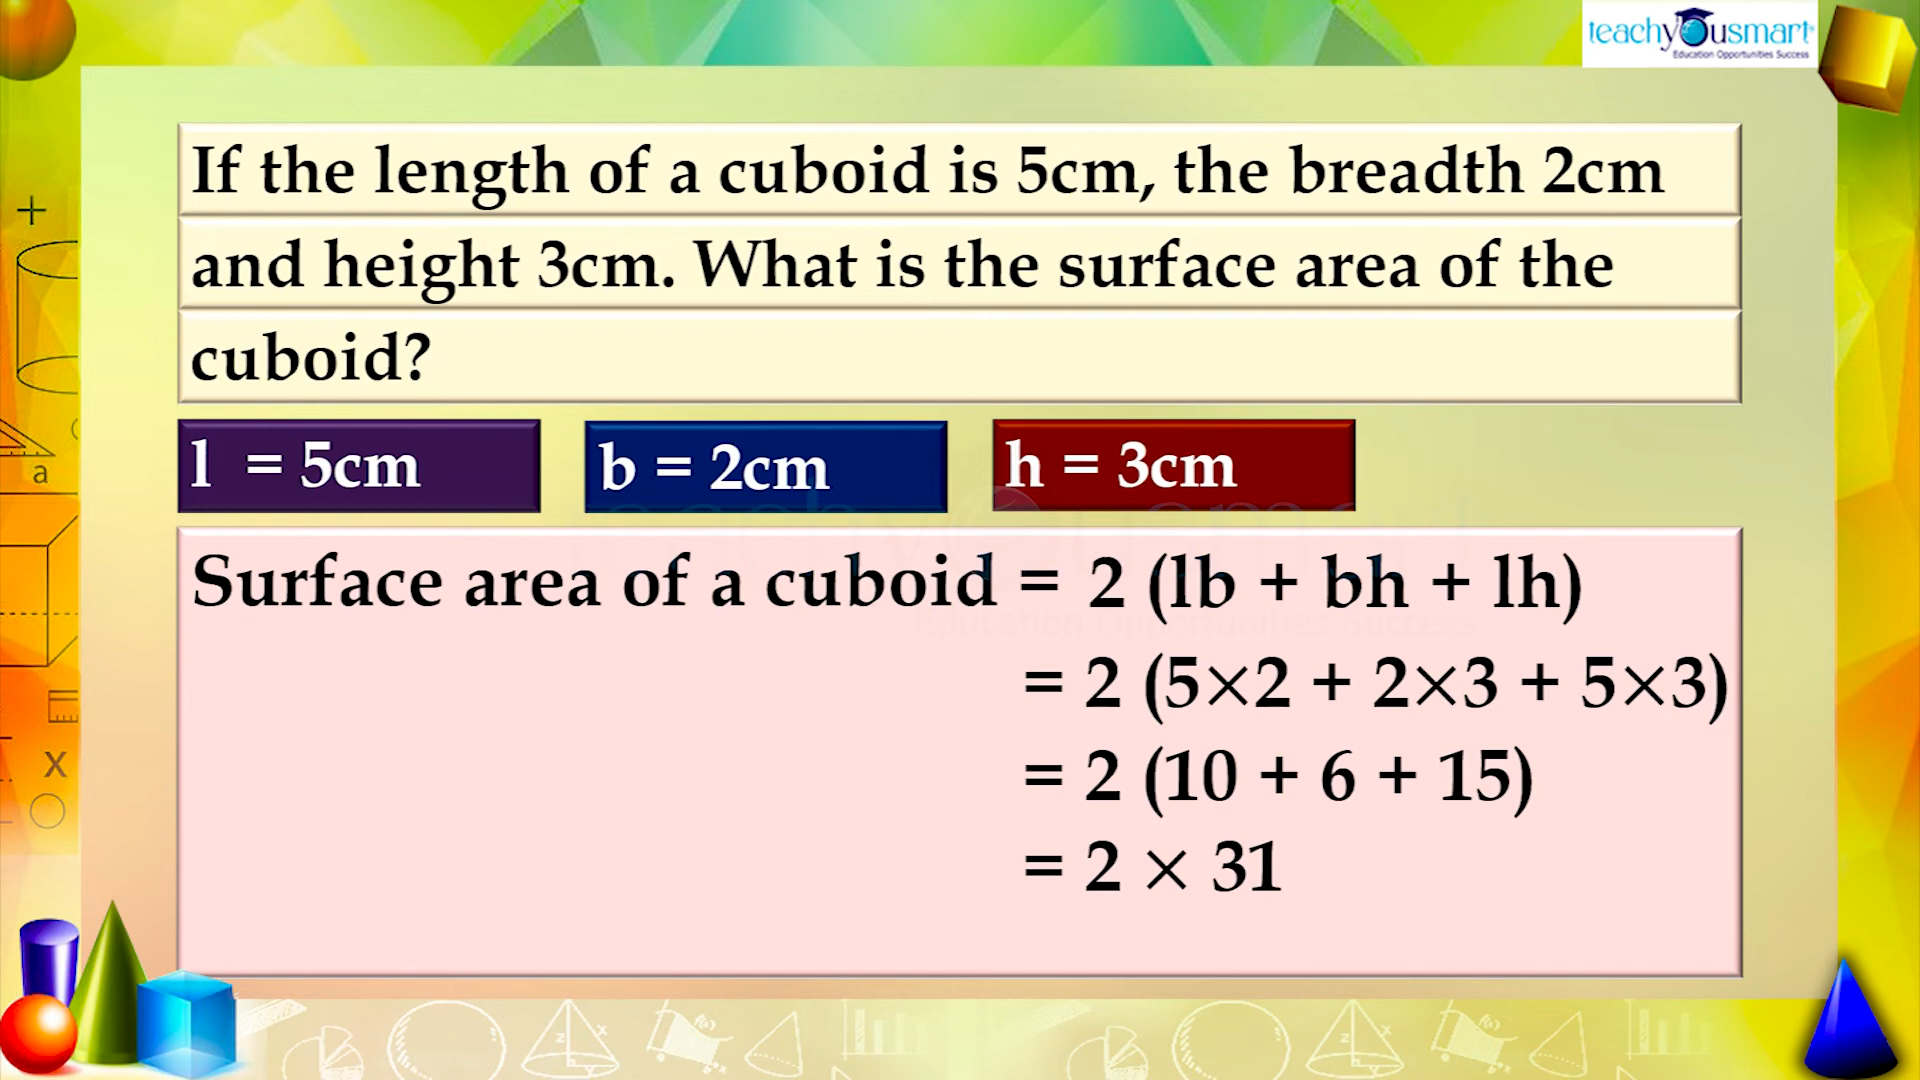 teachyousmart
Education Opportunities Success
If the length of a cuboid is 5cm, the breadth 2cm
and height 3cm. What is the surface area of the
cuboid?
l = 5cm
b = 2cm
h = 3cm
Surface area of a cuboid = 2 (lb + bh + lh)
= 2 (5×2 + 2×3 + 5×3)
= 2 (10 + 6 + 15)
= 2 × 31
+
a
x